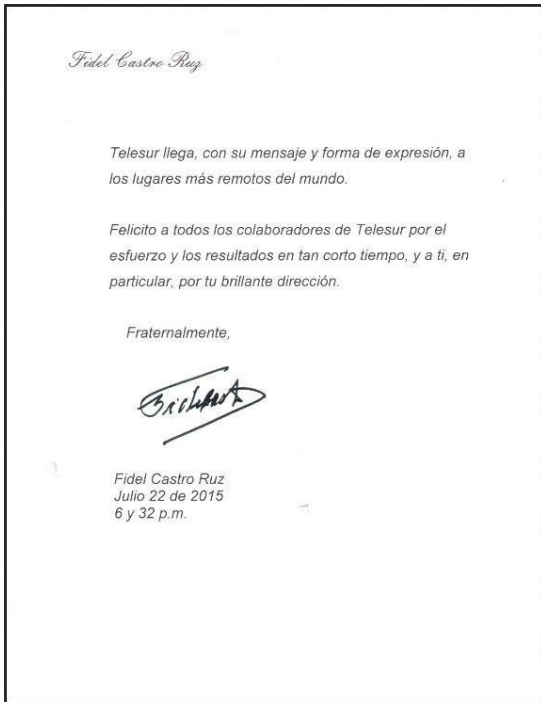 Fidel Castro Ruz
Telesur llega, con su mensaje y forma de expresión, a
los lugares más remotos del mundo.
Felicito a todos los colaboradores de Telesur por el
esfuerzo y los resultados en tan corto tiempo, y a ti, en
particular, por tu brillante dirección.
Fraternalmente,
Fidel Castro Ruz
Julio 22 de 2015
6 y 32 p.m.